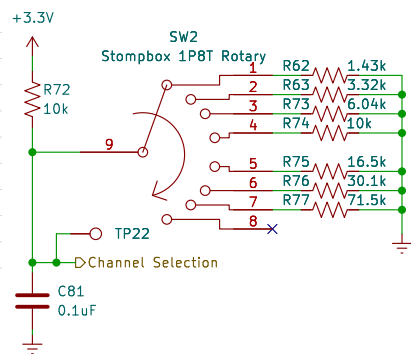 +3.3V
SW2
Stompbox 1P8T Rotary
R72
10k
9
1 R62 1.43k
2 R63 3.32k
3 R73 6.04k
4 R74 10k
5 R75 16.5k
6 R76 30.1k
7 R77 71.5k
8
TP22
Channel Selection
C81
0.1uF